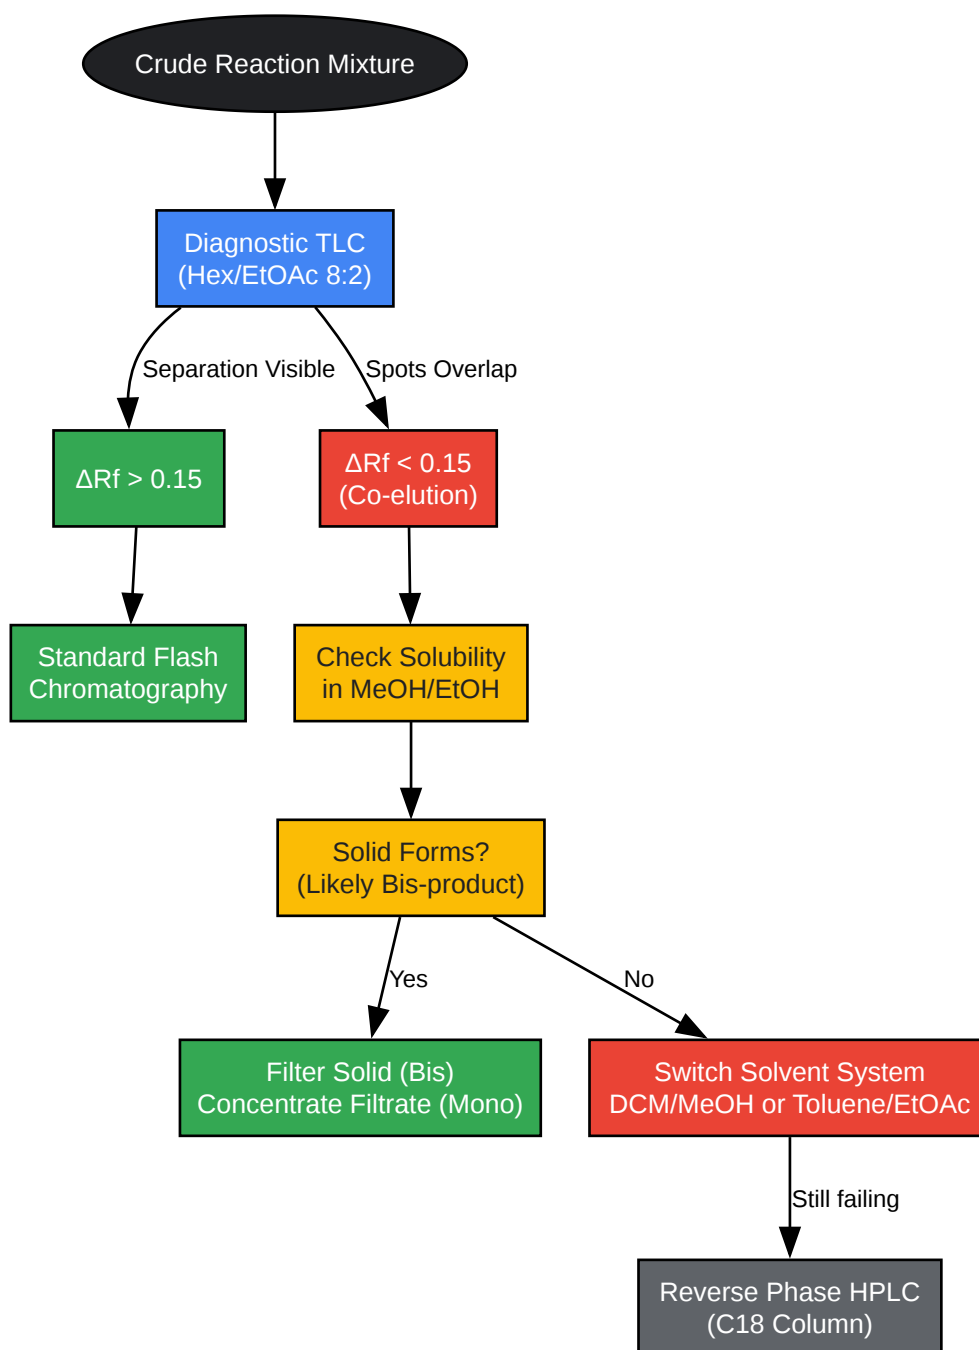 Crude Reaction Mixture
Diagnostic TLC
(Hex/EtOAc 8:2)
Separation Visible
Spots Overlap
ΔRf > 0.15
ΔRf < 0.15
(Co-elution)
Standard Flash
Chromatography
Check Solubility
in MeOH/EtOH
Solid Forms?
(Likely Bis-product)
Yes
No
Filter Solid (Bis)
Concentrate Filtrate (Mono)
Switch Solvent System
DCM/MeOH or Toluene/EtOAc
Still failing
Reverse Phase HPLC
(C18 Column)